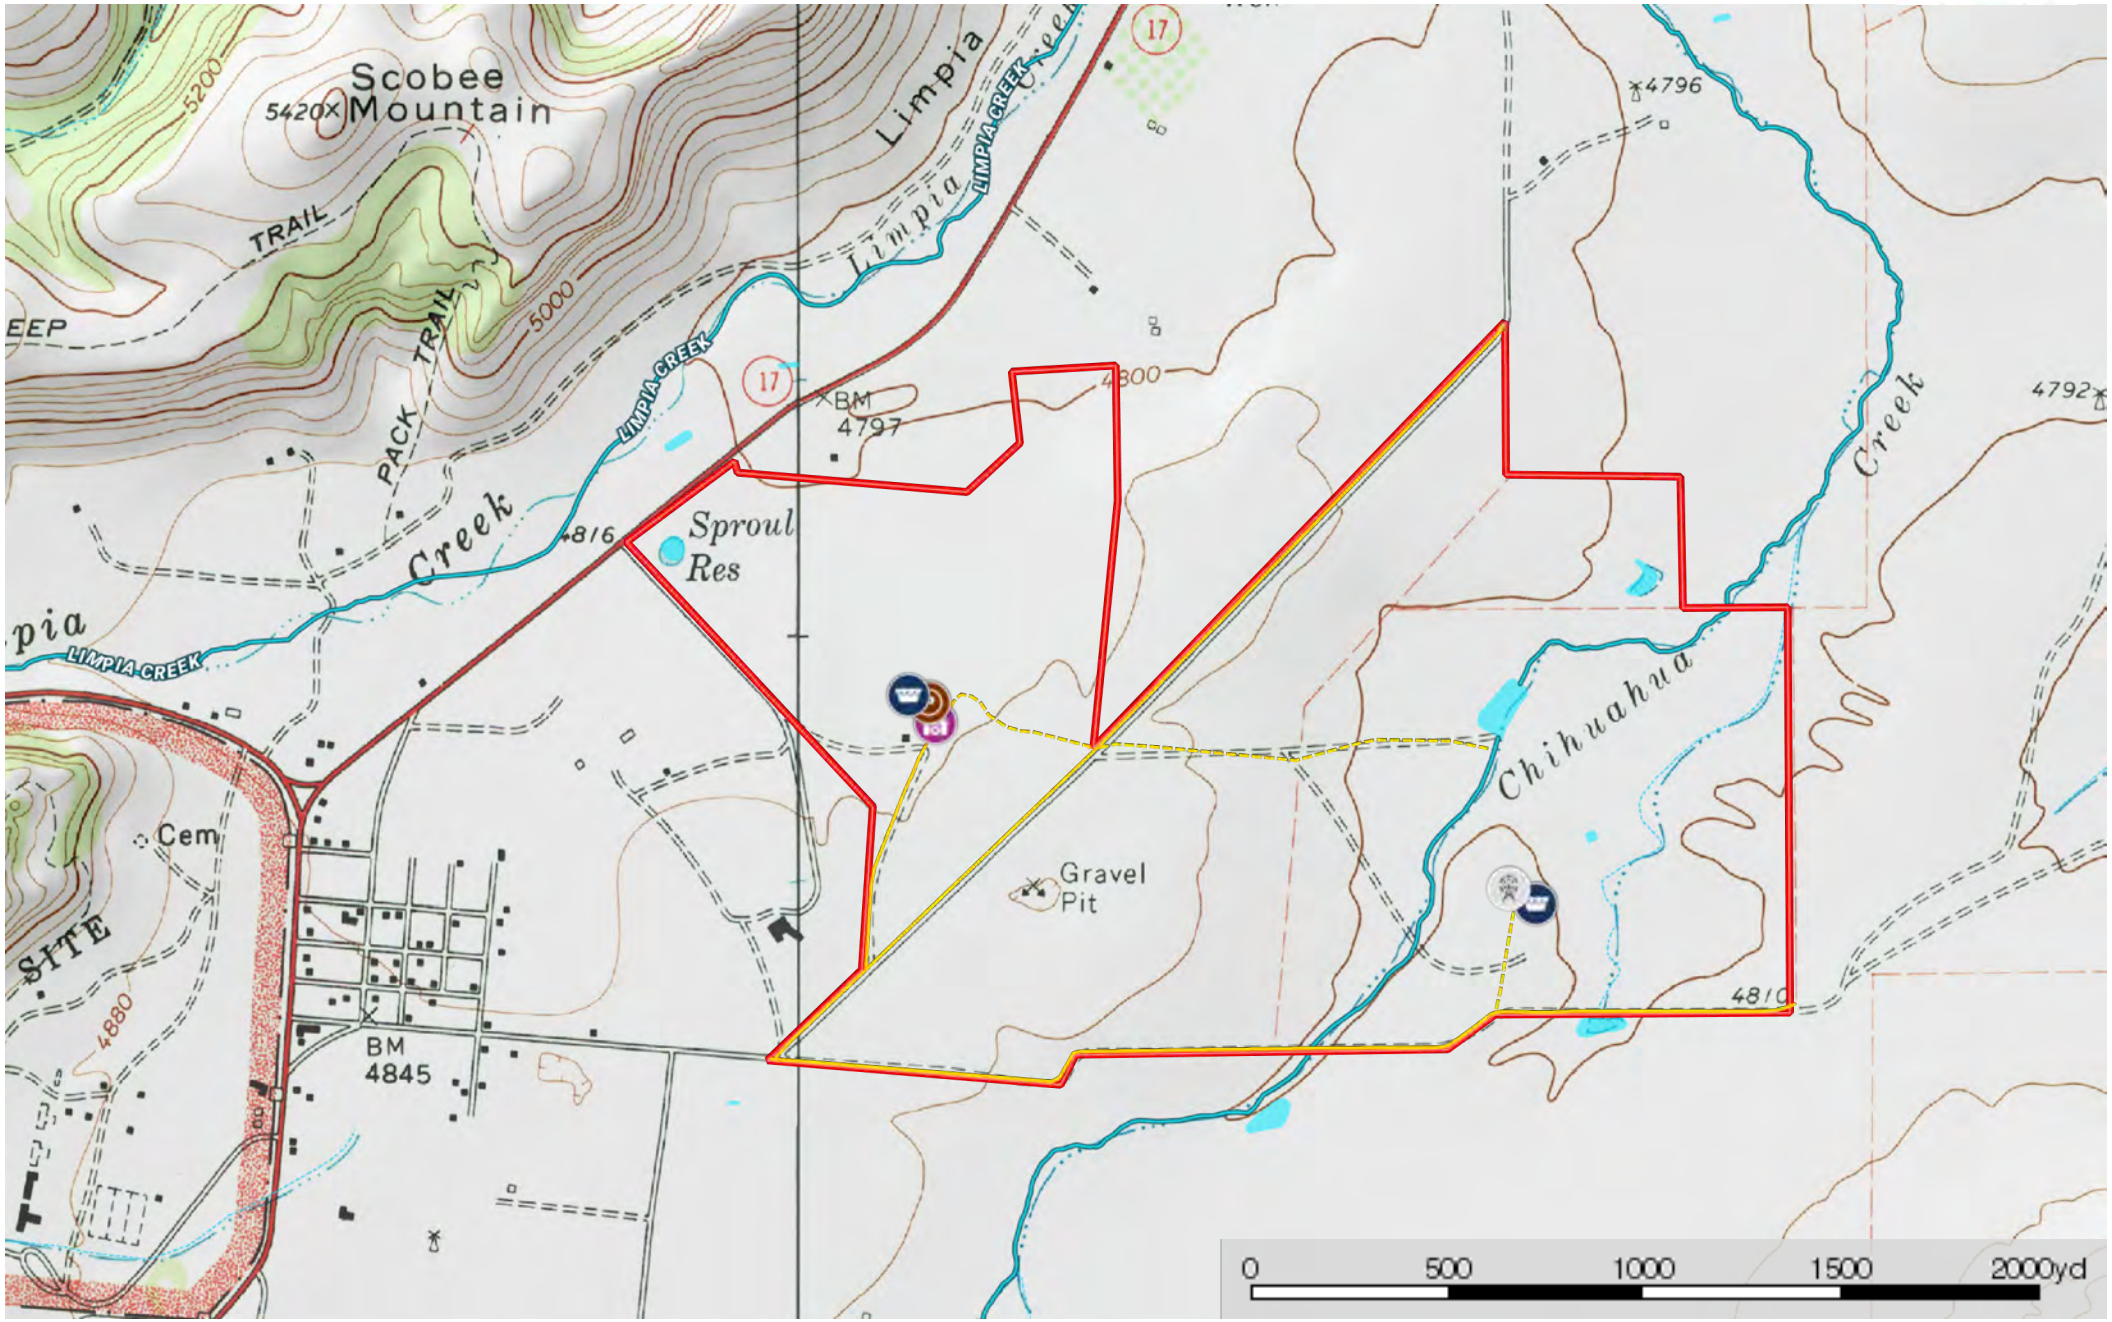 17
Limpia
Creek
LIMPIA CREEK
5200
Scobee
5420 Mountain
4796
TRAIL
Limpia
5000
EEP
PACK TRAIL
LIMPIA CREEK
17
4800
BM
4797
Creek
4792
Creek
4816
Sproul
Res
pia
LIMPIA CREEK
Chihuahua
Cem
Gravel
Pit
SITE
4880
4810
BM
4845
0 500 1000 1500 2000yd